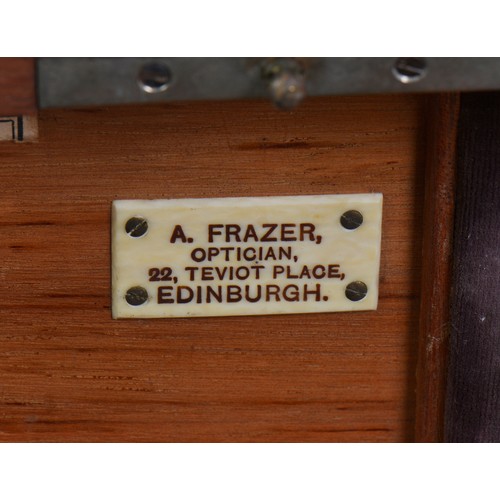 A. FRAZER,
OPTICIAN,
22, TEVIOT PLACE,
EDINBURGH.